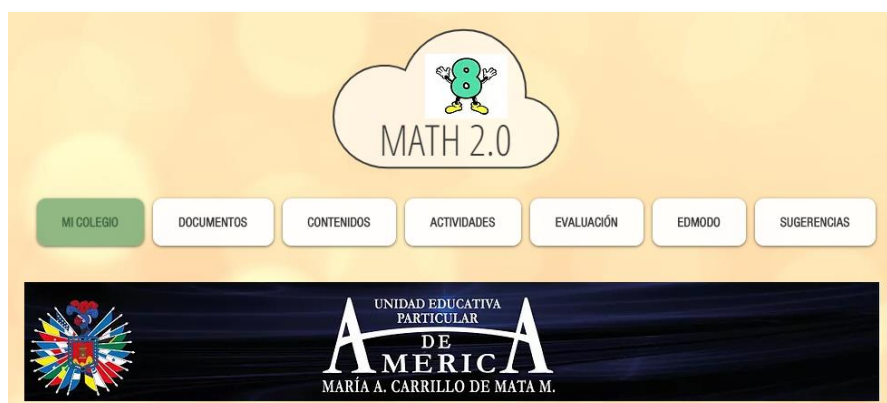 8
MATH 2.0
MI COLEGIO DOCUMENTOS CONTENIDOS ACTIVIDADES EVALUACIÓN EDMODO SUGERENCIAS
UNIDAD EDUCATIVA
PARTICULAR
DE
AMERICA
MARÍA A. CARRILLO DE MATA M.